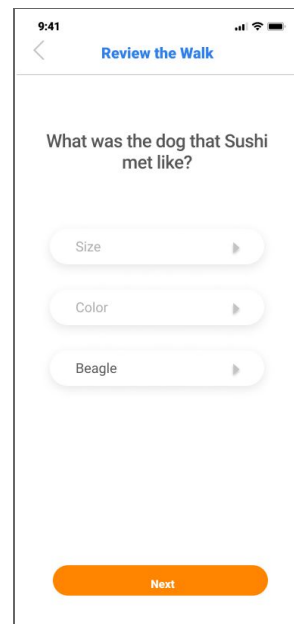 9:41
Review the Walk
What was the dog that Sushi
met like?
Size
Color
Beagle
Next